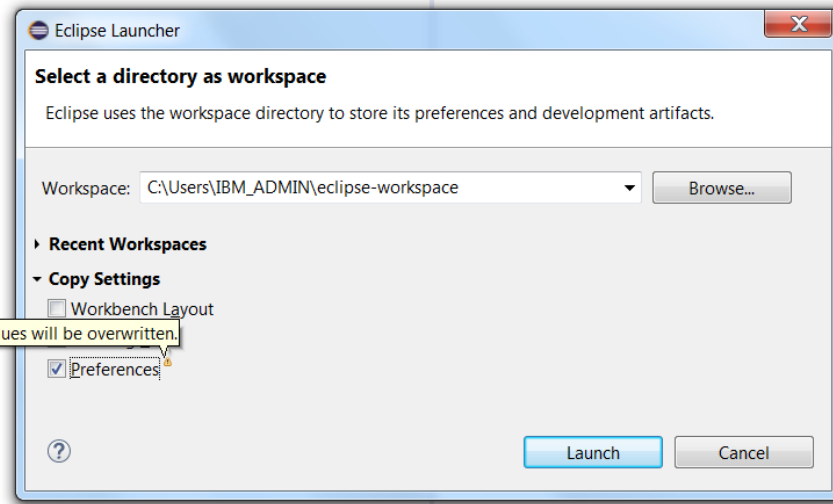 Eclipse Launcher
Select a directory as workspace
Eclipse uses the workspace directory to store its preferences and development artifacts.
Workspace: C:\Users\IBM_ADMIN\eclipse-workspace Browse...
Recent Workspaces
Copy Settings
Workbench Layout
ues will be overwritten.
Preferences
? Launch Cancel